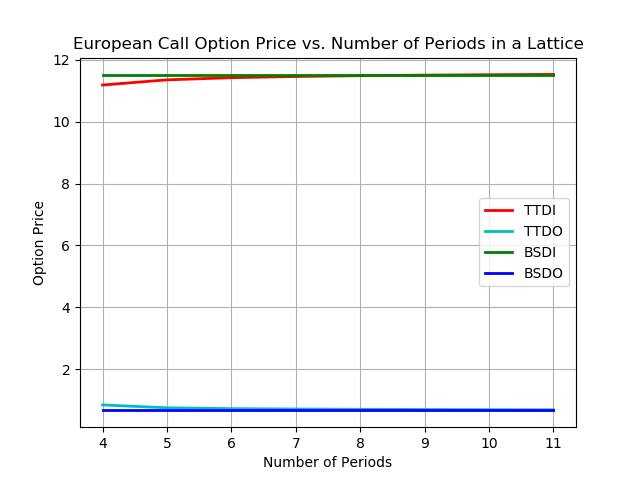 European Call Option Price vs. Number of Periods in a Lattice
12
10
8
6
4
2
Option Price
TTDI
TTDO
BSDI
BSDO
4 5 6 7 8 9 10 11
Number of Periods